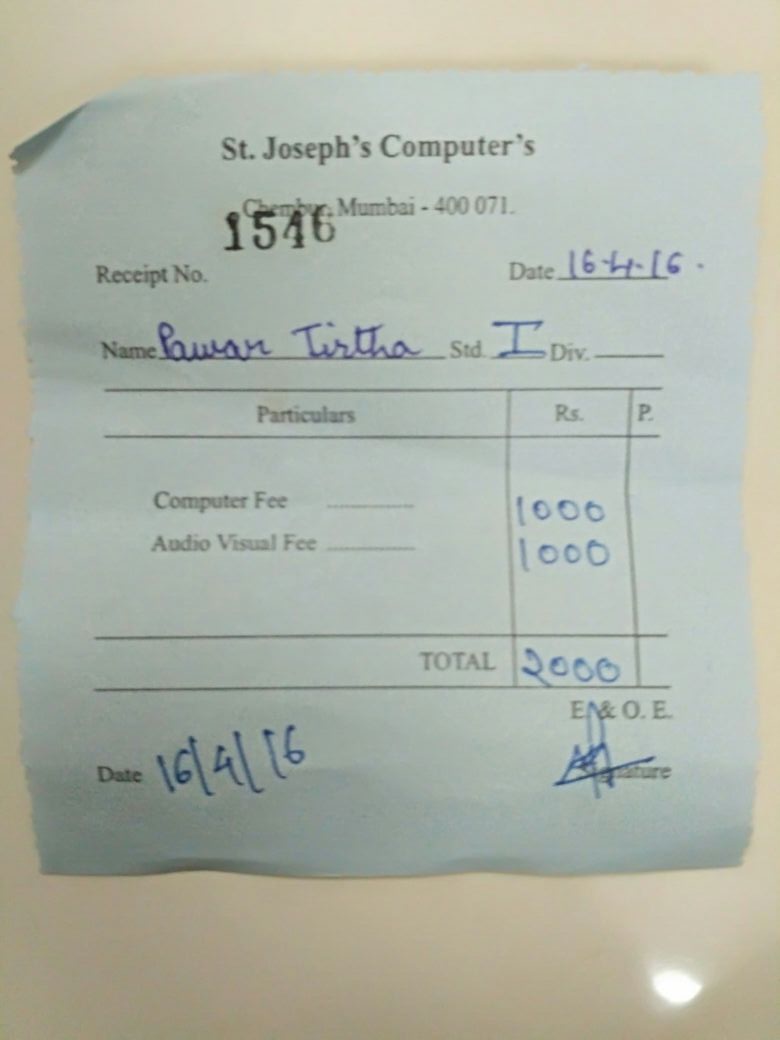 St. Joseph's Computer's
Chembur, Mumbai - 400 071.
1546
Receipt No. Date 16-4-16.
Name Pawar Tirtha Std. I Div.
Particulars Rs. P.
Computer Fee .................. 1000
Audio Visual Fee .................. 1000
TOTAL 2000
E. & O. E.
Date 16/4/16 Signature